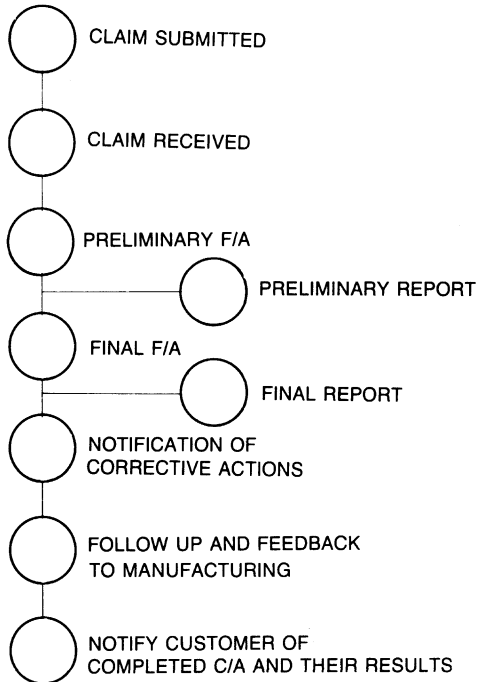 CLAIM SUBMITTED
CLAIM RECEIVED
PRELIMINARY F/A
PRELIMINARY REPORT
FINAL F/A
FINAL REPORT
NOTIFICATION OF
CORRECTIVE ACTIONS
FOLLOW UP AND FEEDBACK
TO MANUFACTURING
NOTIFY CUSTOMER OF
COMPLETED C/A AND THEIR RESULTS